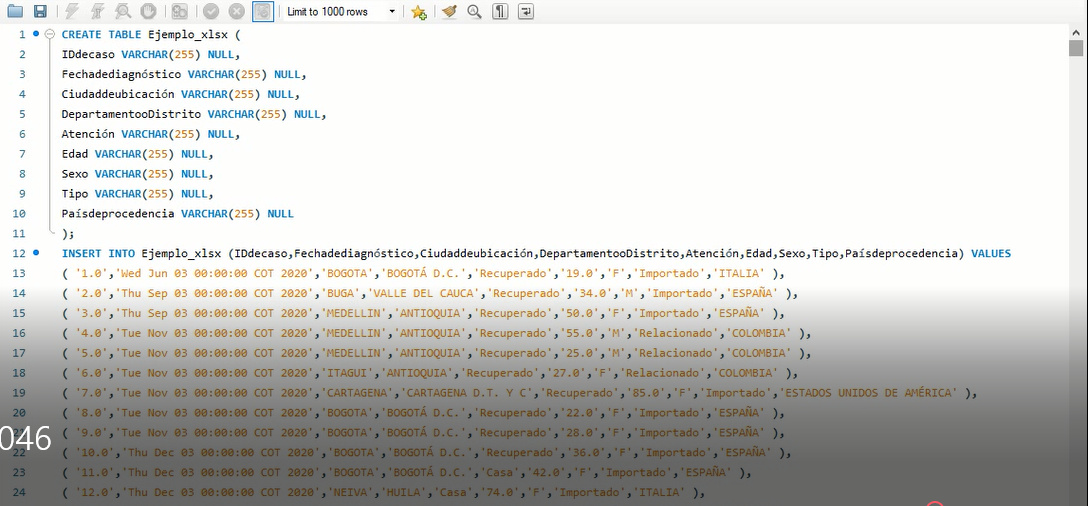 Limit to 1000 rows
1 CREATE TABLE Ejemplo_xlsx (
2 IDdecaso VARCHAR(255) NULL,
3 Fechadediagnóstico VARCHAR(255) NULL,
4 Ciudaddeubicación VARCHAR(255) NULL,
5 DepartamentooDistrito VARCHAR(255) NULL,
6 Atención VARCHAR(255) NULL,
7 Edad VARCHAR(255) NULL,
8 Sexo VARCHAR(255) NULL,
9 Tipo VARCHAR(255) NULL,
10 Paísdeprocedencia VARCHAR(255) NULL
11 );
12 INSERT INTO Ejemplo_xlsx (IDdecaso,Fechadediagnóstico,Ciudaddeubicación,DepartamentooDistrito,Atención,Edad,Sexo,Tipo,Paísdeprocedencia) VALUES
13 ( '1.0','Wed Jun 03 00:00:00 COT 2020','BOGOTA','BOGOTÁ D.C.','Recuperado','19.0','F','Importado','ITALIA' ),
14 ( '2.0','Thu Sep 03 00:00:00 COT 2020','BUGA','VALLE DEL CAUCA','Recuperado','34.0','M','Importado','ESPAÑA' ),
15 ( '3.0','Thu Sep 03 00:00:00 COT 2020','MEDELLIN','ANTIOQUIA','Recuperado','50.0','F','Importado','ESPAÑA' ),
16 ( '4.0','Tue Nov 03 00:00:00 COT 2020','MEDELLIN','ANTIOQUIA','Recuperado','55.0','M','Relacionado','COLOMBIA' ),
17 ( '5.0','Tue Nov 03 00:00:00 COT 2020','MEDELLIN','ANTIOQUIA','Recuperado','25.0','M','Relacionado','COLOMBIA' ),
18 ( '6.0','Tue Nov 03 00:00:00 COT 2020','ITAGUI','ANTIOQUIA','Recuperado','27.0','F','Relacionado','COLOMBIA' ),
19 ( '7.0','Tue Nov 03 00:00:00 COT 2020','CARTAGENA','CARTAGENA D.T. Y C','Recuperado','85.0','F','Importado','ESTADOS UNIDOS DE AMÉRICA' ),
20 ( '8.0','Tue Nov 03 00:00:00 COT 2020','BOGOTA','BOGOTÁ D.C.','Recuperado','22.0','F','Importado','ESPAÑA' ),
21 ( '9.0','Tue Nov 03 00:00:00 COT 2020','BOGOTA','BOGOTÁ D.C.','Recuperado','28.0','F','Importado','ESPAÑA' ),
046
22 ( '10.0','Thu Dec 03 00:00:00 COT 2020','BOGOTA','BOGOTÁ D.C.','Recuperado','36.0','F','Importado','ESPAÑA' ),
23 ( '11.0','Thu Dec 03 00:00:00 COT 2020','BOGOTA','BOGOTÁ D.C.','Casa','42.0','F','Importado','ESPAÑA' ),
24 ( '12.0','Thu Dec 03 00:00:00 COT 2020','NEIVA','HUILA','Casa','74.0','F','Importado','ITALIA' ),